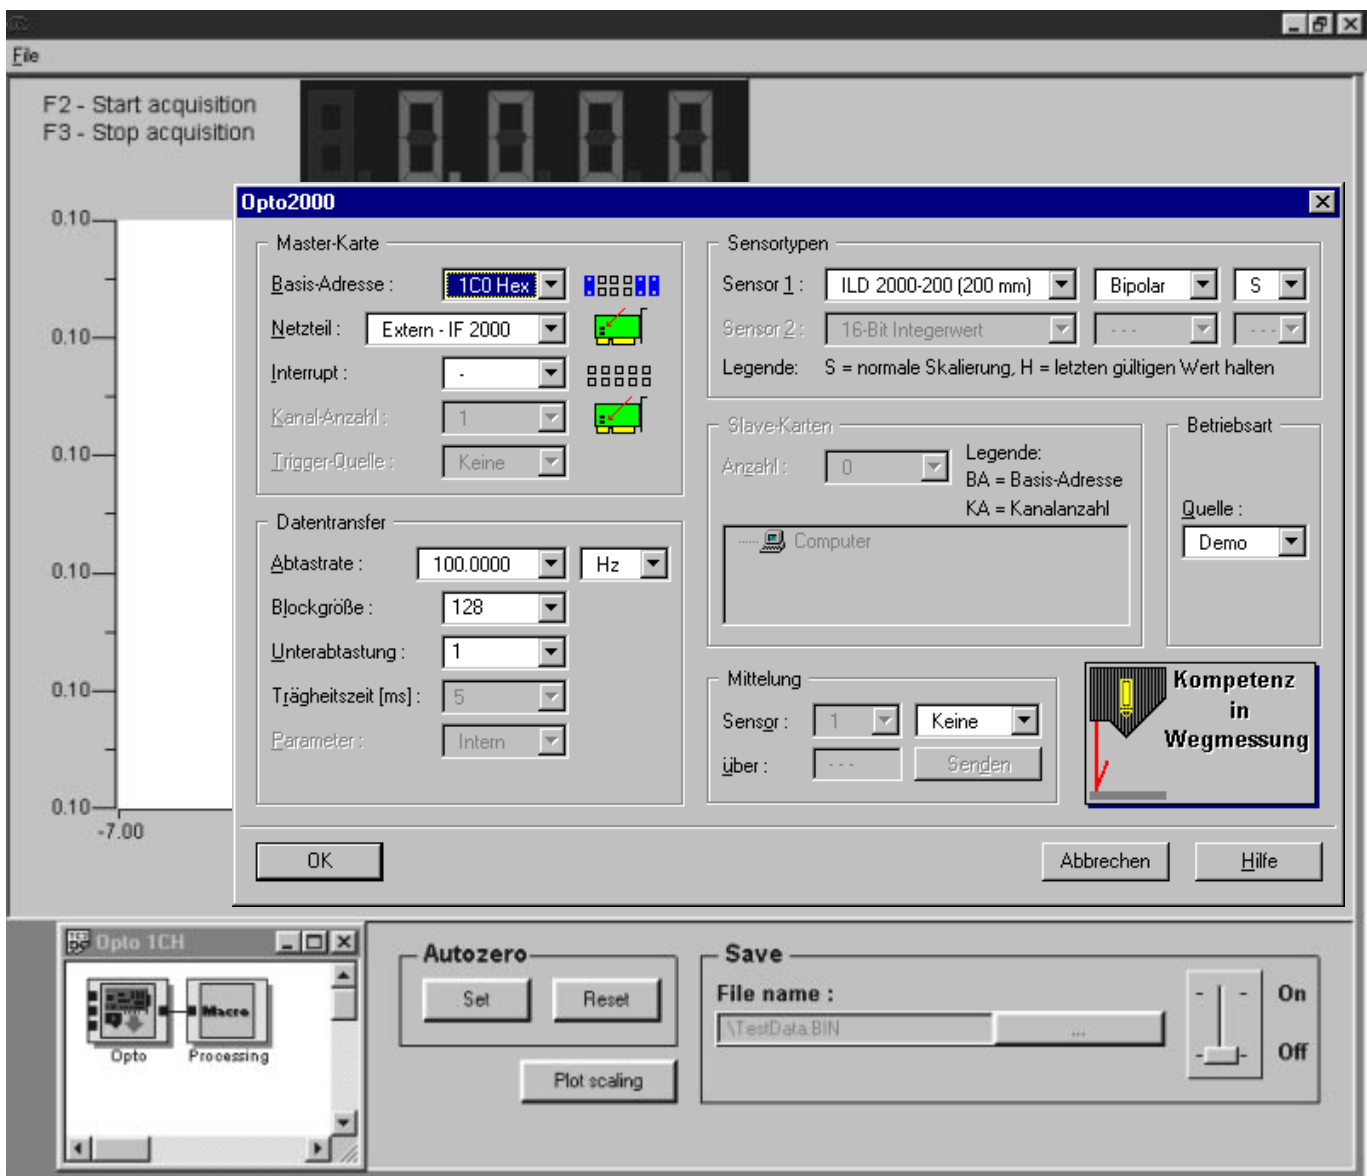 File
F2 - Start acquisition
F3 - Stop acquisition
0.10
0.10
0.10
0.10
0.10
0.10
-7.00
Opto2000
Master-Karte
Basis-Adresse : 1C0 Hex
Netzteil : Extern - IF 2000
Interrupt : -
Kanal-Anzahl : 1
Trigger-Quelle : Keine
Datentransfer
Abtastrate : 100.0000 Hz
Blockgröße : 128
Unterabtastung : 1
Trägheitszeit [ms] : 5
Parameter : Intern
Sensortypen
Sensor 1 : ILD 2000-200 (200 mm) Bipolar S
Sensor 2 : 16-Bit Integerwert - - - - - -
Legende: S = normale Skalierung, H = letzten gültigen Wert halten
Slave-Karten
Anzahl : 0
Legende:
BA = Basis-Adresse
KA = Kanalanzahl
Computer
Betriebsart
Quelle :
Demo
Mittelung
Sensor : 1 Keine
über : - - - Senden
Kompetenz
in
Wegmessung
OK Abbrechen Hilfe
Opto 1CH
Macro
Opto Processing
Autozero
Set Reset
Plot scaling
Save
File name :
\TestData.BIN ...
On
Off